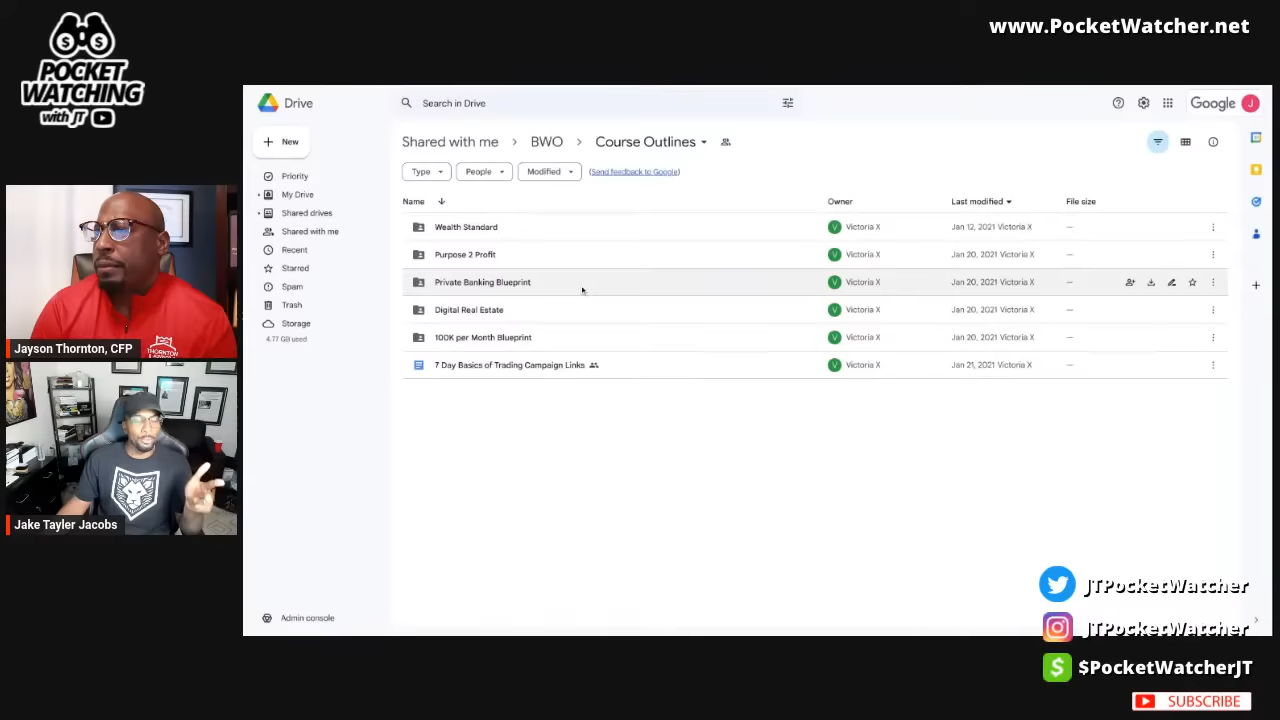 www.PocketWatcher.net
POCKET
WATCHING
with JT
Drive
Search in Drive
Google
J
New
Shared with me > BWO > Course Outlines
Type
People
Modified
(Send feedback to Google)
Priority
My Drive
Shared drives
Shared with me
Recent
Starred
Spam
Trash
Storage
4.77 GB used
Admin console
Name Owner Last modified File size
Wealth Standard V Victoria X Jan 12, 2021 Victoria X —
Purpose 2 Profit V Victoria X Jan 20, 2021 Victoria X —
Private Banking Blueprint V Victoria X Jan 20, 2021 Victoria X —
Digital Real Estate V Victoria X Jan 20, 2021 Victoria X —
100K per Month Blueprint V Victoria X Jan 20, 2021 Victoria X —
7 Day Basics of Trading Campaign Links V Victoria X Jan 21, 2021 Victoria X —
THORNTON
Jayson Thornton, CFP
Jake Tayler Jacobs
JTPocketWatcher
JTPocketWatcher
$PocketWatcherJT
SUBSCRIBE